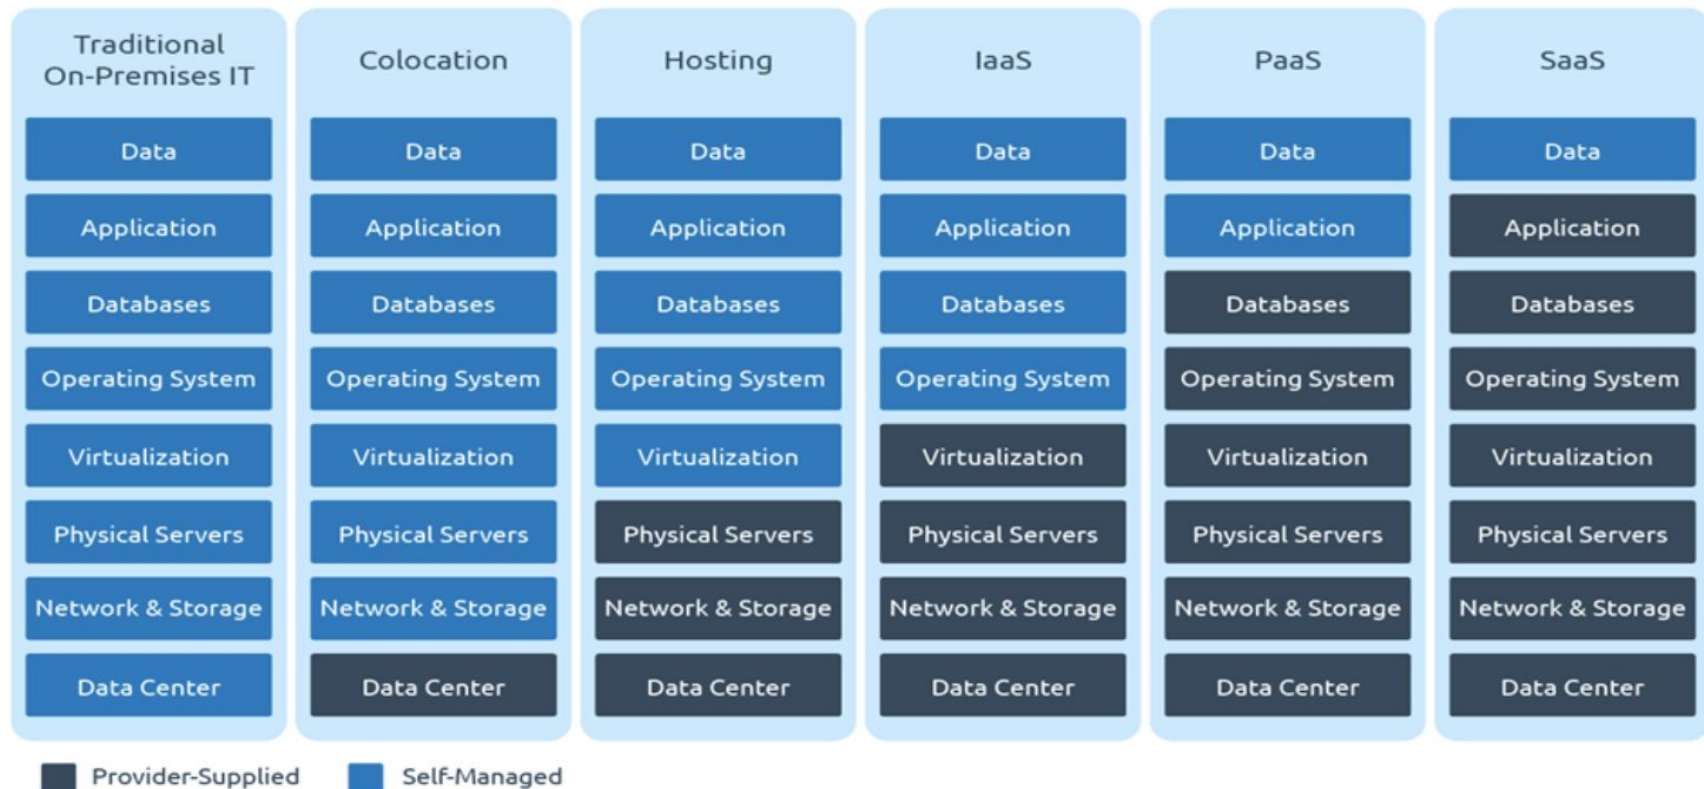 Traditional
On-Premises IT
Colocation
Hosting
IaaS
PaaS
SaaS
Data
Data
Data
Data
Data
Data
Application
Application
Application
Application
Application
Application
Databases
Databases
Databases
Databases
Databases
Databases
Operating System
Operating System
Operating System
Operating System
Operating System
Operating System
Virtualization
Virtualization
Virtualization
Virtualization
Virtualization
Virtualization
Physical Servers
Physical Servers
Physical Servers
Physical Servers
Physical Servers
Physical Servers
Network & Storage
Network & Storage
Network & Storage
Network & Storage
Network & Storage
Network & Storage
Data Center
Data Center
Data Center
Data Center
Data Center
Data Center
Provider-Supplied
Self-Managed